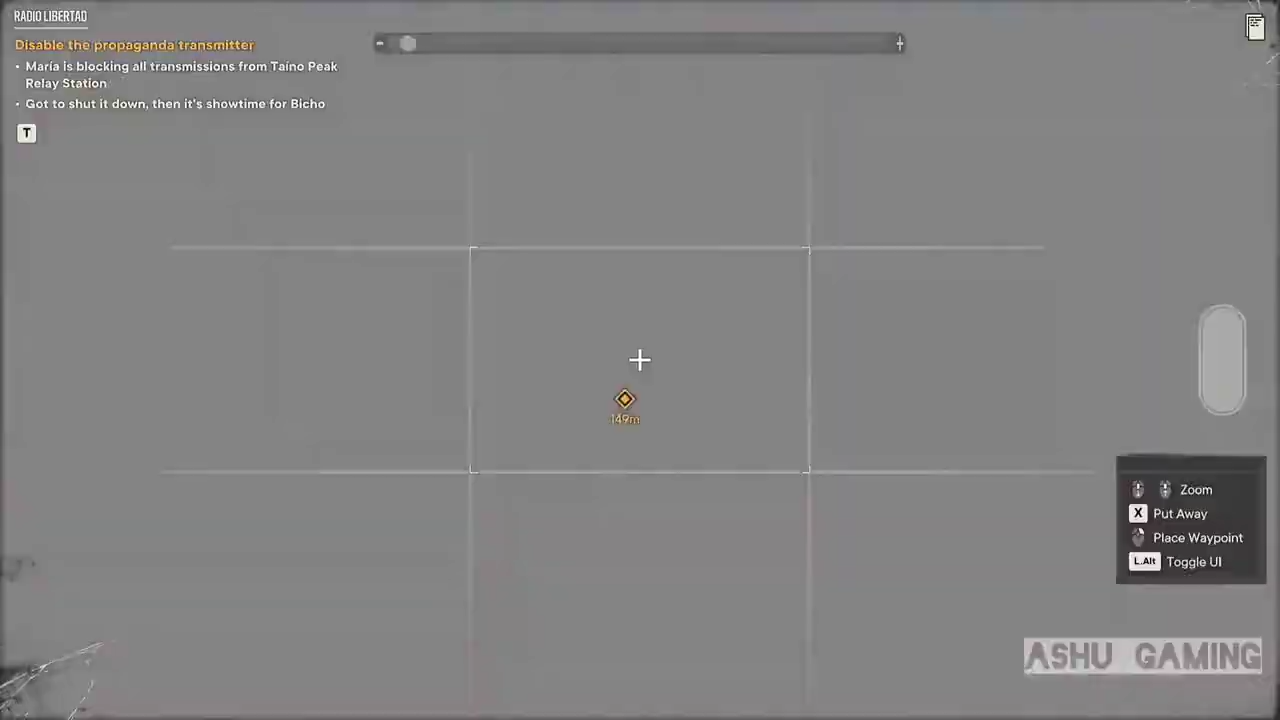 RADIO LIBERTAD
Disable the propaganda transmitter
• María is blocking all transmissions from Taíno Peak
Relay Station
• Got to shut it down, then it's showtime for Bicho
T
149m
Zoom
X Put Away
Place Waypoint
L.Alt Toggle UI
ASHU GAMING